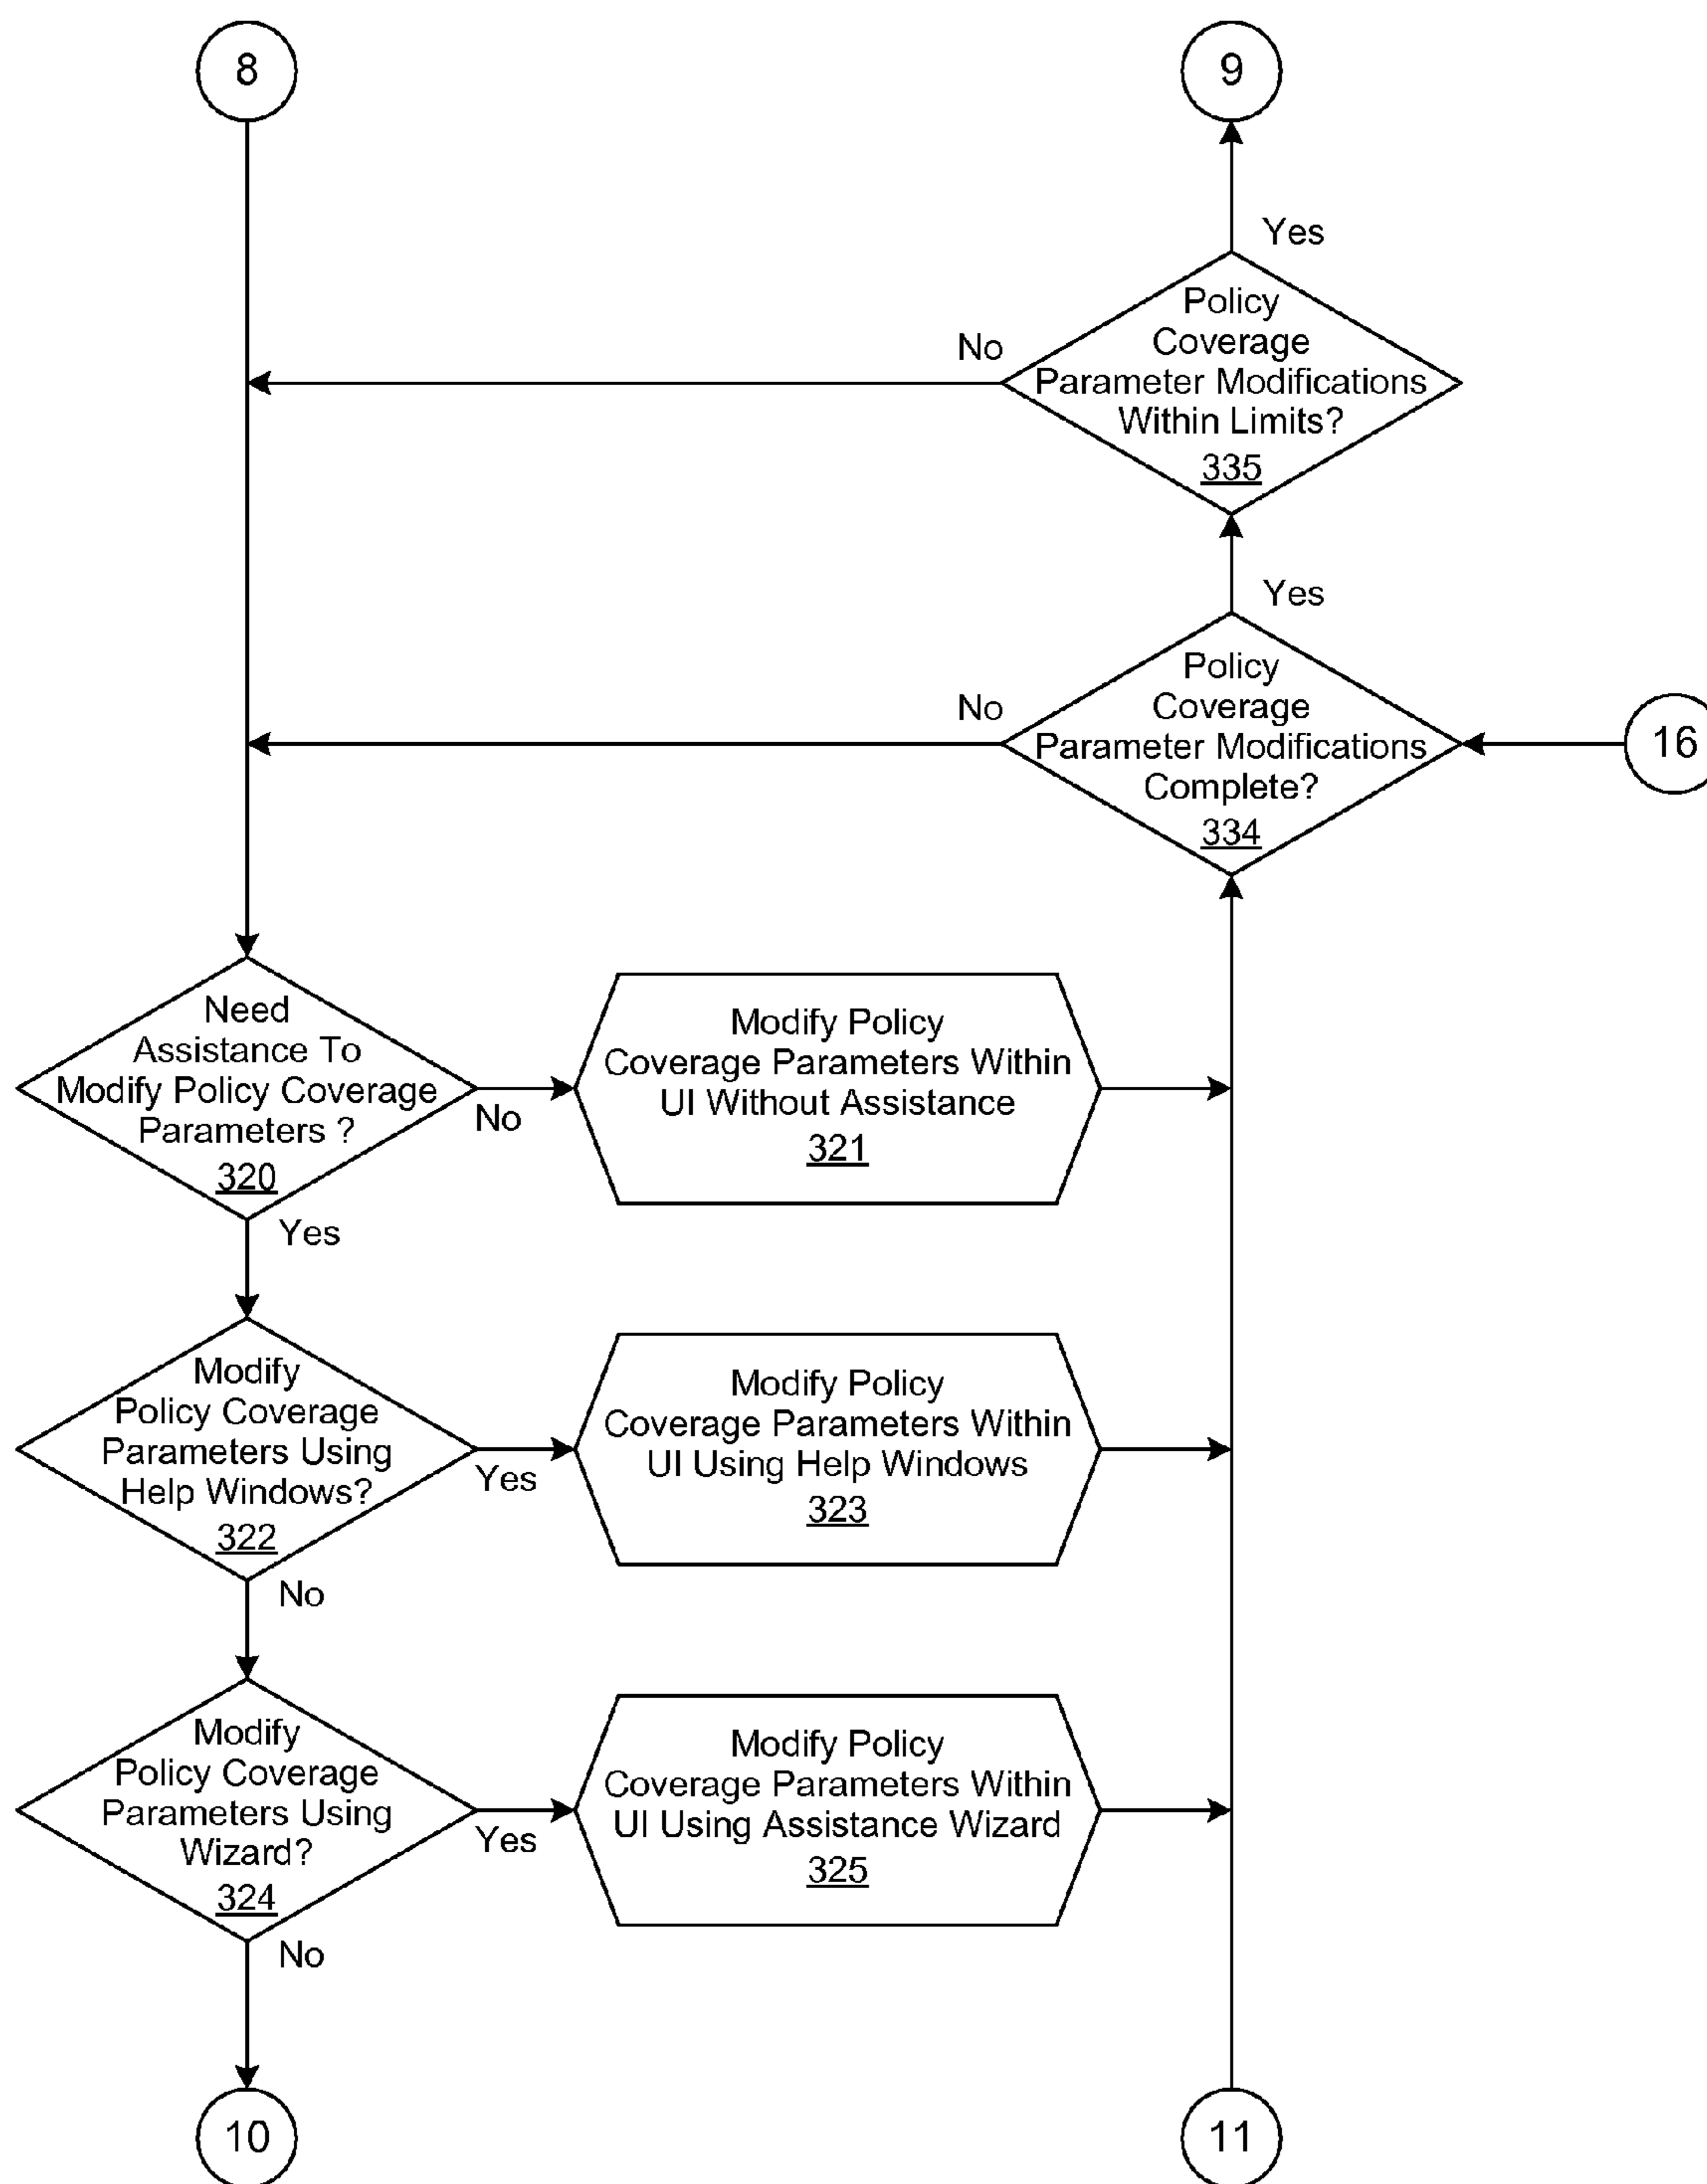 8
9
Yes
Policy
Coverage
Parameter Modifications
Within Limits?
335
No
Yes
Policy
Coverage
Parameter Modifications
Complete?
334
No
16
Need
Assistance To
Modify Policy Coverage
Parameters ?
320
No
Yes
Modify Policy
Coverage Parameters Within
UI Without Assistance
321
Modify
Policy Coverage
Parameters Using
Help Windows?
322
Yes
No
Modify Policy
Coverage Parameters Within
UI Using Help Windows
323
Modify
Policy Coverage
Parameters Using
Wizard?
324
Yes
No
Modify Policy
Coverage Parameters Within
UI Using Assistance Wizard
325
10
11